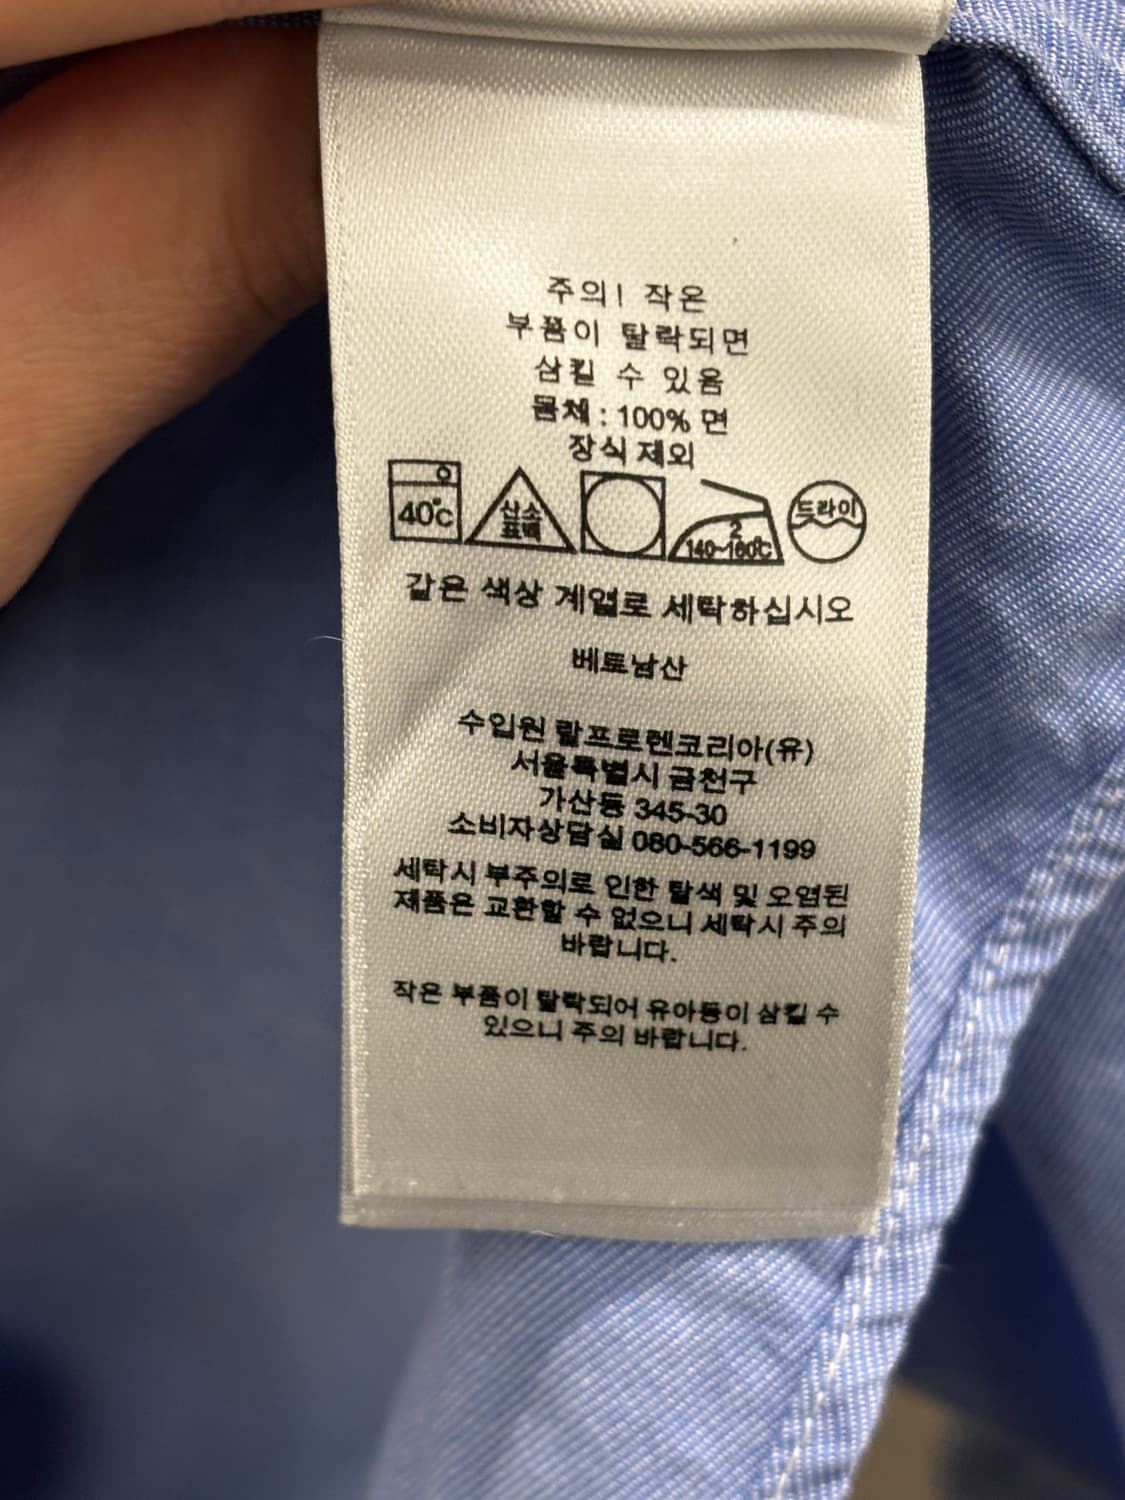 주의! 작은
부품이 탈락되면
삼킬 수 있음
몸체 : 100% 면
장식 제외
40℃
산소
표백
2
140~160℃
드라이
같은 색상 계열로 세탁하십시오
베트남산
수입원 랄프로렌코리아(유)
서울특별시 금천구
가산동 345-30
소비자상담실 080-566-1199
세탁시 부주의로 인한 탈색 및 오염된
제품은 교환할 수 없으니 세탁시 주의
바랍니다.
작은 부품이 탈락되어 유아등이 삼킬 수
있으니 주의 바랍니다.